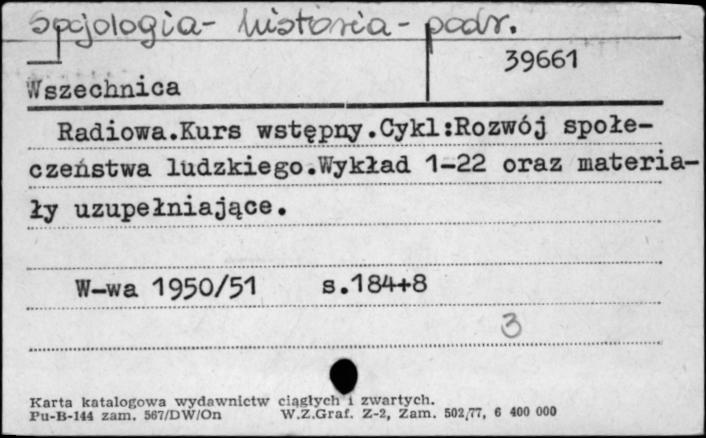 Socjologia - historia - podr.
39661
Wszechnica
Radiowa.Kurs wstępny.Cykl:Rozwój społe-
czeństwa ludzkiego.Wykład 1-22 oraz materia-
ły uzupełniające.
W-wa 1950/51 s.184+8
3
Karta katalogowa wydawnictw ciągłych i zwartych.
Pu-B-144 zam. 567/DW/On W.Z.Graf. Z-2, Zam. 502/77, 6 400 000